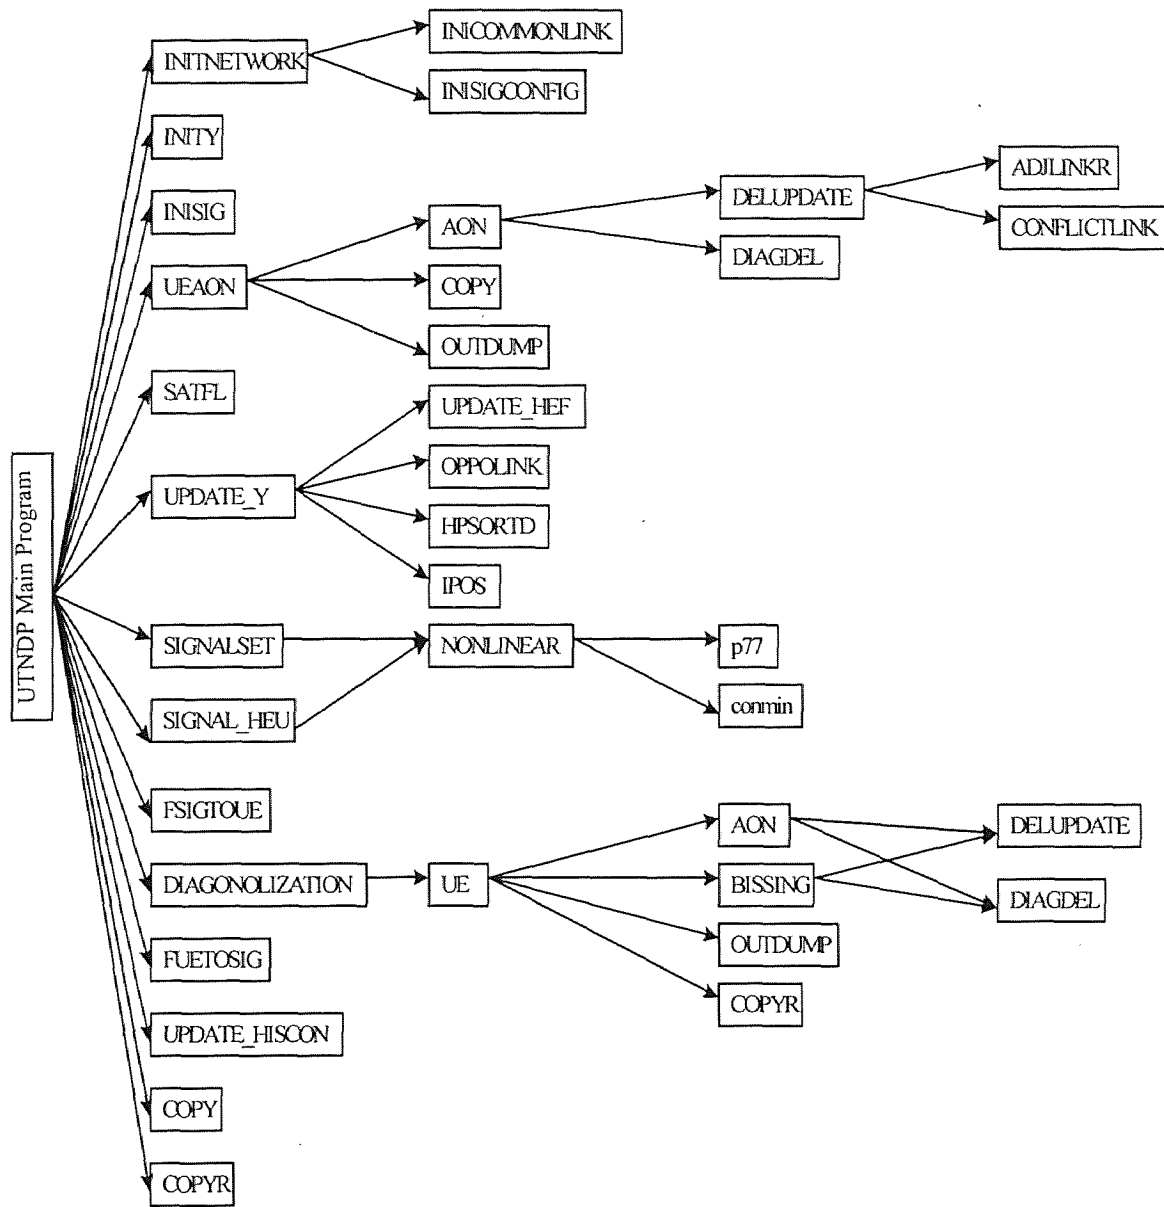 UTNDP Main Program
INITNETWORK
INITY
INISIG
UEAON
SATFL
UPDATE_Y
SIGNALSET
SIGNAL_HEU
FSIGTOUE
DIAGONOLIZATION
FUETOSIG
UPDATE_HISCON
COPY
COPYR
INICOMMONLINK
INISIGCONFIG
AON
COPY
OUTDUMP
UPDATE_HEF
OPPOLINK
HPSORTD
IPOS
NONLINEAR
UE
DELUPDATE
DIAGDEL
p77
conmin
AON
BISSING
OUTDUMP
COPYR
ADJLINKR
CONFLICTLINK
DELUPDATE
DIAGDEL